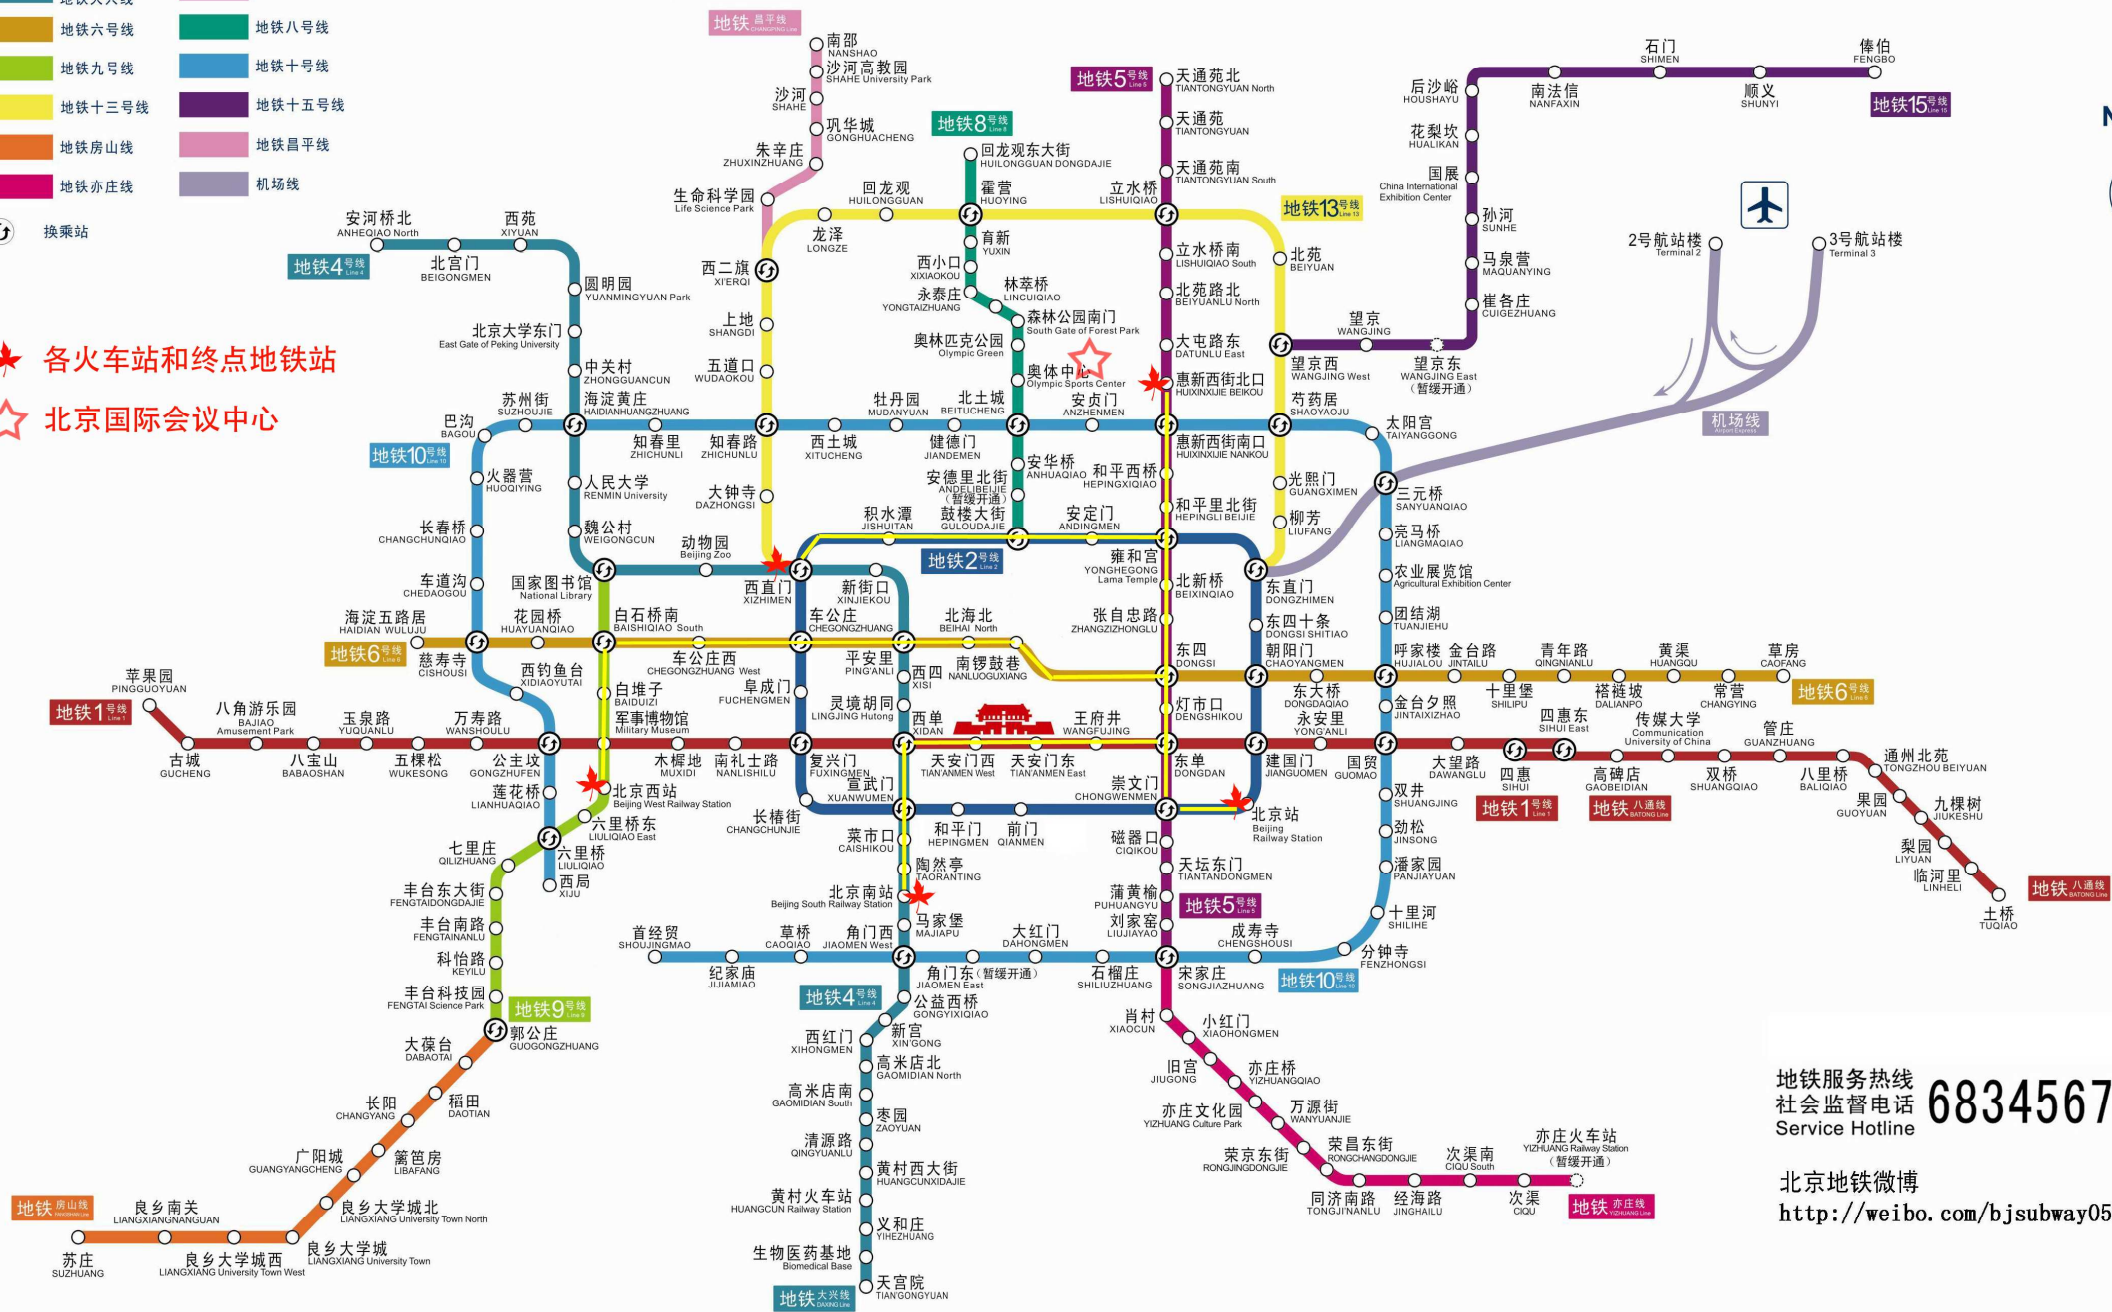 地铁六号线
地铁八号线
地铁九号线
地铁十号线
地铁十三号线
地铁十五号线
地铁房山线
地铁昌平线
地铁亦庄线
机场线
换乘站
各火车站和终点地铁站
北京国际会议中心
地铁 昌平线
CHANGPING Line
南邵
NANSHAO
沙河高教园
SHAHE University Park
沙河
SHAHE
巩华城
GONGHUACHENG
朱辛庄
ZHUXINZHUANG
生命科学园
Life Science Park
地铁8号线
Line 8
回龙观东大街
HUILONGGUAN DONGDAJIE
霍营
HUOYING
育新
YUXIN
西小口
XIXIAOKOU
永泰庄
YONGTAIZHUANG
林萃桥
LINCUIQIAO
森林公园南门
South Gate of Forest Park
奥林匹克公园
Olympic Green
奥体中心
Olympic Sports Center
北土城
BEITUCHENG
安华桥
ANHUAQIAO
安德里北街
ANDELIBEIJIE
(暂缓开通)
鼓楼大街
GULOUDAJIE
地铁5号线
Line 5
天通苑北
TIANTONGYUAN North
天通苑
TIANTONGYUAN
天通苑南
TIANTONGYUAN South
立水桥
LISHUIQIAO
立水桥南
LISHUIQIAO South
北苑路北
BEIYUANLU North
大屯路东
DATUNLU East
惠新西街北口
HUIXINXIJIE BEIKOU
惠新西街南口
HUIXINXIJIE NANKOU
和平西桥
HEPINGXIQIAO
和平里北街
HEPINGLI BEIJIE
雍和宫
YONGHEGONG
Lama Temple
北新桥
BEIXINQIAO
张自忠路
ZHANGZIZHONGLU
东四
DONGSI
灯市口
DENGSHIKOU
东单
DONGDAN
崇文门
CHONGWENMEN
磁器口
CIQIKOU
天坛东门
TIANTANDONGMEN
蒲黄榆
PUHUANGYU
刘家窑
LIUJIAYAO
宋家庄
SONGJIAZHUANG
地铁5号线
Line 5
地铁15号线
Line 15
俸伯
FENGBO
顺义
SHUNYI
石门
SHIMEN
南法信
NANFAXIN
后沙峪
HOUSHAYU
花梨坎
HUALIKAN
国展
China International
Exhibition Center
孙河
SUNHE
马泉营
MAQUANYING
崔各庄
CUIGEZHUANG
望京东
WANGJING East
(暂缓开通)
望京
WANGJING
望京西
WANGJING West
2号航站楼
Terminal 2
3号航站楼
Terminal 3
机场线
Airport Express
地铁13号线
Line 13
回龙观
HUILONGGUAN
龙泽
LONGZE
西二旗
XI'ERQI
上地
SHANGDI
五道口
WUDAOKOU
知春路
ZHICHUNLU
大钟寺
DAZHONGSI
西直门
XIZHIMEN
北苑
BEIYUAN
芍药居
SHAOYAOJU
光熙门
GUANGXIMEN
柳芳
LIUFANG
东直门
DONGZHIMEN
地铁4号线
Line 4
安河桥北
ANHEQIAO North
北宫门
BEIGONGMEN
西苑
XIYUAN
圆明园
YUANMINGYUAN Park
北京大学东门
East Gate of Peking University
中关村
ZHONGGUANCUN
海淀黄庄
HAIDIANHUANGZHUANG
人民大学
RENMIN University
魏公村
WEIGONGCUN
国家图书馆
National Library
动物园
Beijing Zoo
新街口
XINJIEKOU
平安里
PING'ANLI
西四
XISI
灵境胡同
LINGJING Hutong
西单
XIDAN
宣武门
XUANWUMEN
菜市口
CAISHIKOU
陶然亭
TAORANTING
北京南站
Beijing South Railway Station
马家堡
MAJIAPU
角门西
JIAOMEN West
公益西桥
GONGYIXIQIAO
地铁4号线
Line 4
新宫
XIN'GONG
西红门
XIHONGMEN
高米店北
GAOMIDIAN North
高米店南
GAOMIDIAN South
枣园
ZAOYUAN
清源路
QINGYUANLU
黄村西大街
HUANGCUNXIDAJIE
黄村火车站
HUANGCUN Railway Station
义和庄
YIHEZHUANG
生物医药基地
Biomedical Base
天宫院
TIAN'GONGYUAN
地铁 大兴线
DAXING Line
地铁10号线
Line 10
巴沟
BAGOU
苏州街
SUZHOUJIE
知春里
ZHICHUNLI
西土城
XITUCHENG
牡丹园
MUDANYUAN
健德门
JIANDEMEN
安贞门
ANZHENMEN
太阳宫
TAIYANGGONG
三元桥
SANYUANQIAO
亮马桥
LIANGMAQIAO
农业展览馆
Agricultural Exhibition Center
团结湖
TUANJIEHU
呼家楼
HUJIALOU
金台夕照
JINTAIXIZHAO
国贸
GUOMAO
双井
SHUANGJING
劲松
JINSONG
潘家园
PANJIAYUAN
十里河
SHILIHE
分钟寺
FENZHONGSI
成寿寺
CHENGSHOUSI
地铁10号线
Line 10
石榴庄
SHILIUZHUANG
大红门
DAHONGMEN
角门东(暂缓开通)
JIAOMEN East
草桥
CAOQIAO
纪家庙
JIJIAMIAO
首经贸
SHOUJINGMAO
火器营
HUOQIYING
长春桥
CHANGCHUNQIAO
车道沟
CHEDAOGOU
慈寿寺
CISHOUSI
西钓鱼台
XIDIAOYUTAI
公主坟
GONGZHUFEN
莲花桥
LIANHUAQIAO
六里桥
LIULIQIAO
西局
XIJU
地铁2号线
Line 2
积水潭
JISHUITAN
安定门
ANDINGMEN
车公庄
CHEGONGZHUANG
阜成门
FUCHENGMEN
复兴门
FUXINGMEN
长椿街
CHANGCHUNJIE
和平门
HEPINGMEN
前门
QIANMEN
北京站
Beijing
Railway Station
建国门
JIANGUOMEN
朝阳门
CHAOYANGMEN
东四十条
DONGSI SHITIAO
地铁6号线
Line 6
海淀五路居
HAIDIAN WULUJU
花园桥
HUAYUANQIAO
白石桥南
BAISHIQIAO South
车公庄西
CHEGONGZHUANG West
北海北
BEIHAI North
南锣鼓巷
NANLUOGUXIANG
东大桥
DONGDAQIAO
金台路
JINTAILU
十里堡
SHILIPU
青年路
QINGNIANLU
褡裢坡
DALIANPO
黄渠
HUANGQU
常营
CHANGYING
草房
CAOFANG
地铁6号线
Line 6
地铁1号线
Line 1
苹果园
PINGGUOYUAN
古城
GUCHENG
八角游乐园
BAJIAO
Amusement Park
八宝山
BABAOSHAN
玉泉路
YUQUANLU
五棵松
WUKESONG
万寿路
WANSHOULU
军事博物馆
Military Museum
木樨地
MUXIDI
南礼士路
NANLISHILU
天安门西
TIAN'ANMEN West
天安门东
TIAN'ANMEN East
王府井
WANGFUJING
永安里
YONG'ANLI
大望路
DAWANGLU
四惠
SIHUI
四惠东
SIHUI East
地铁1号线
Line 1
地铁 八通线
BATONG Line
高碑店
GAOBEIDIAN
传媒大学
Communication
University of China
双桥
SHUANGQIAO
管庄
GUANZHUANG
八里桥
BALIQIAO
通州北苑
TONGZHOU BEIYUAN
果园
GUOYUAN
九棵树
JIUKESHU
梨园
LIYUAN
临河里
LINHELI
土桥
TUQIAO
地铁 八通线
BATONG Line
白堆子
BAIDUIZI
北京西站
Beijing West Railway Station
六里桥东
LIULIQIAO East
七里庄
QILIZHUANG
丰台东大街
FENGTAIDONGDAJIE
丰台南路
FENGTAINANLU
科怡路
KEYILU
丰台科技园
FENGTAI Science Park
地铁9号线
Line 9
郭公庄
GUOGONGZHUANG
大葆台
DABAOTAI
稻田
DAOTIAN
长阳
CHANGYANG
篱笆房
LIBAFANG
广阳城
GUANGYANGCHENG
良乡大学城北
LIANGXIANG University Town North
良乡大学城
LIANGXIANG University Town
良乡大学城西
LIANGXIANG University Town West
良乡南关
LIANGXIANGNANGUAN
苏庄
SUZHUANG
地铁 房山线
FANGSHAN Line
肖村
XIAOCUN
小红门
XIAOHONGMEN
旧宫
JIUGONG
亦庄桥
YIZHUANGQIAO
亦庄文化园
YIZHUANG Culture Park
万源街
WANYUANJIE
荣京东街
RONGJINGDONGJIE
荣昌东街
RONGCHANGDONGJIE
同济南路
TONGJI'NANLU
经海路
JINGHAILU
次渠南
CIQU South
次渠
CIQU
亦庄火车站
YIZHUANG Railway Station
(暂缓开通)
地铁 亦庄线
YIZHUANG Line
地铁服务热线
社会监督电话
Service Hotline
6834567
北京地铁微博
http://weibo.com/bjsubway05